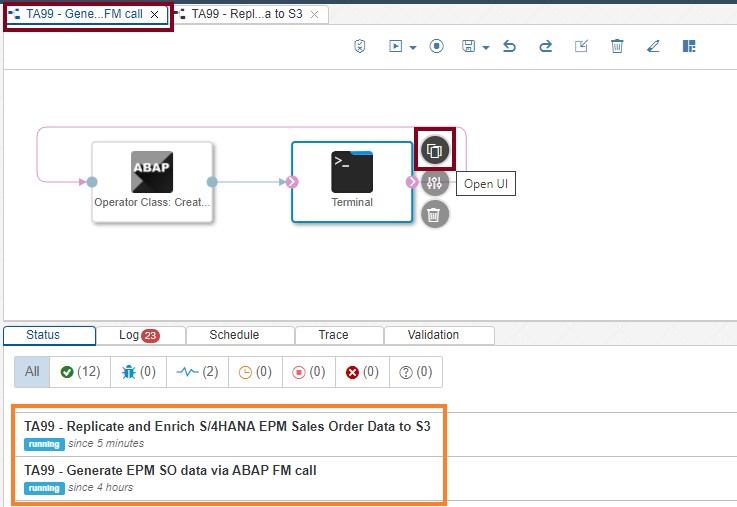 TA99 - Gene...FM call
TA99 - Repl...a to S3
ABAP
Operator Class: Creat...
>_
Terminal
Open UI
Status
Log 23
Schedule
Trace
Validation
All
(12)
(0)
(2)
(0)
(0)
(0)
(0)
TA99 - Replicate and Enrich S/4HANA EPM Sales Order Data to S3
running since 5 minutes
TA99 - Generate EPM SO data via ABAP FM call
running since 4 hours